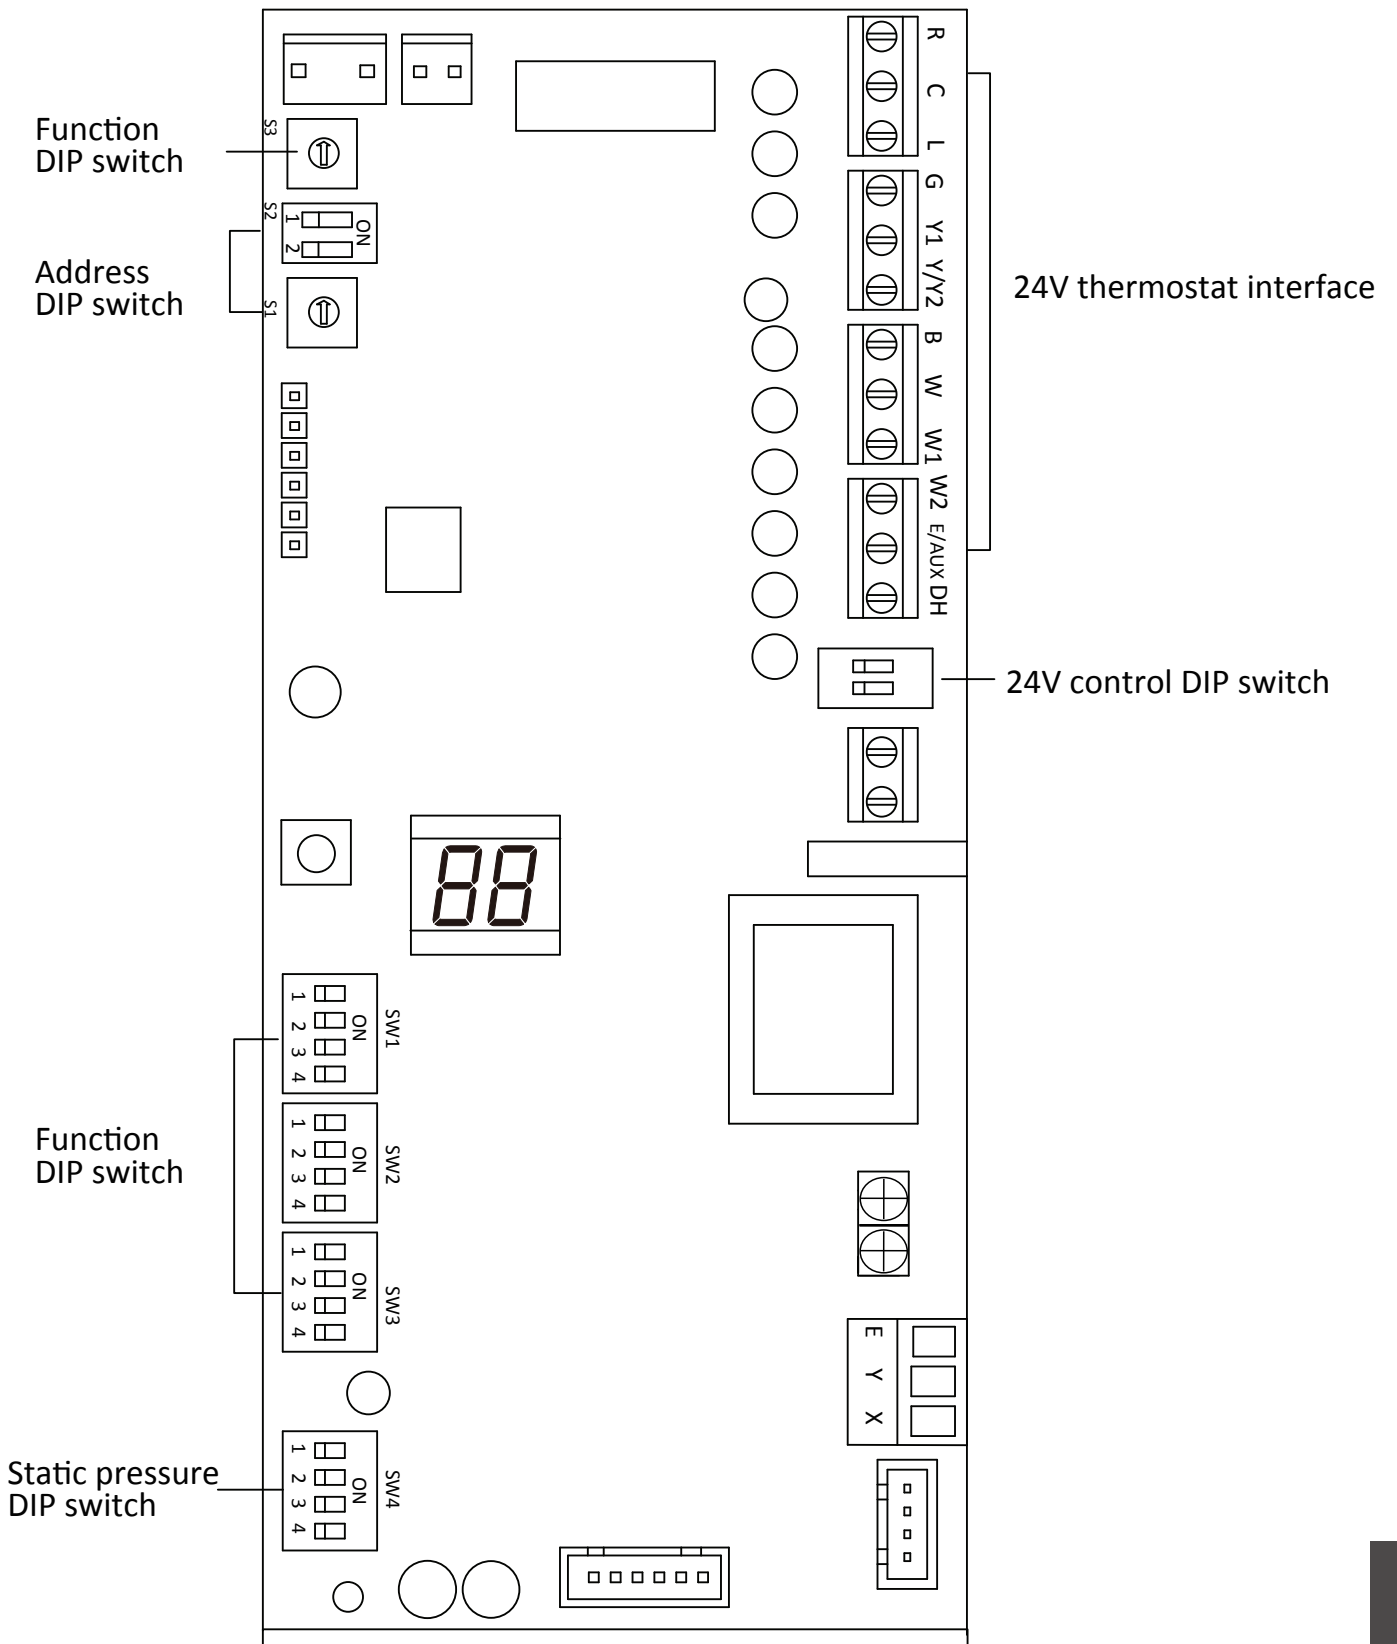 Function
DIP switch
S3
S2
1
2
ON
Address
DIP switch
S1
R
C
L
G
Y1
Y/Y2
B
W
W1
W2
E/AUX
DH
24V thermostat interface
24V control DIP switch
88
Function
DIP switch
1
2
3
4
ON
SW1
1
2
3
4
ON
SW2
1
2
3
4
ON
SW3
E
Y
X
Static pressure
DIP switch
1
2
3
4
ON
SW4